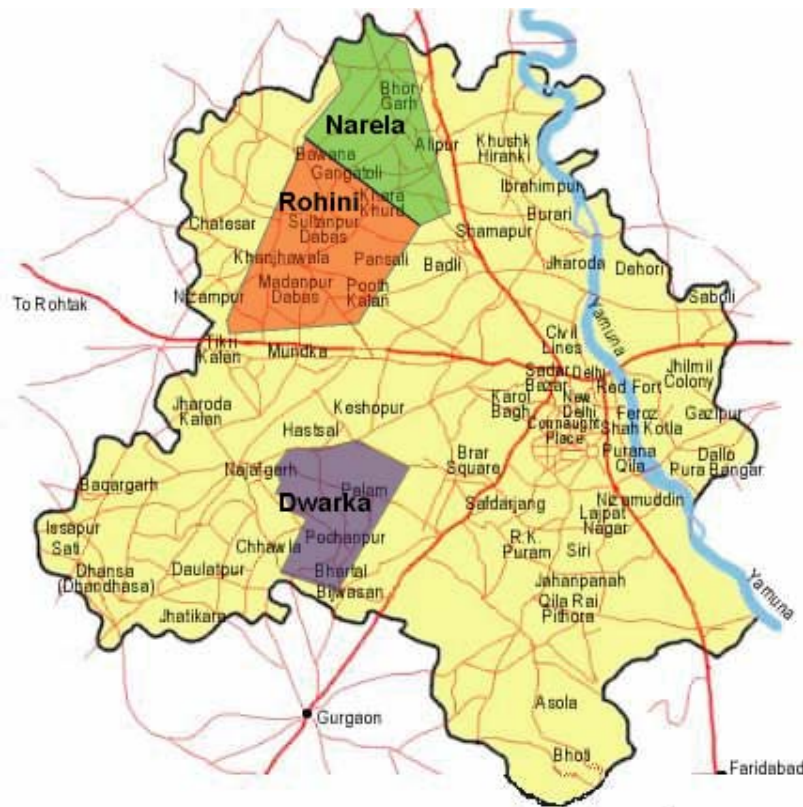 Bhor
Garh
Narela
Alipur
Khushk
Hiranki
Bawana
Gangatoli
Ibrahimpur
Rohini
Khara
Khurd
Burari
Chatesar
Sultanpur
Dabas
Shamapur
Khanjhawala
Pansali
Badli
Jharoda
Dehori
Madanpur
Dabas
Pooth
Kalan
Nizampur
Saboli
To Rohtak
Yamuna
Civil
Lines
Tikri
Kalan
Mundka
Sadar
Bazar
Delhi
Jhilmil
Colony
Red Fort
Karol
Bagh
New
Delhi
Jharoda
Kalan
Keshopur
Feroz
Shah Kotla
Gazipur
Connaught
Place
Hastsal
Brar
Square
Purana
Qila
Dallo
Pura Bangar
Najafgarh
Baqargarh
Palam
Dwarka
Safdarjang
Nizamuddin
Lajpat
Nagar
Issapur
Sati
Pochanpur
R.K.
Puram
Siri
Chhawla
Dhansa
(Dhandhasa)
Daulatpur
Bhartal
Bijwasan
Jahanpanah
Jhatikara
Qila Rai
Pithora
Yamuna
Asola
Gurgaon
Bhoti
Faridabad